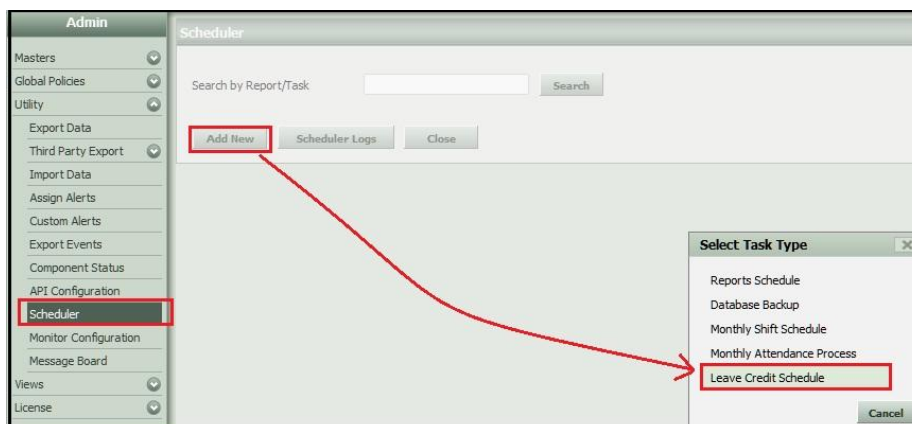 Admin
Masters
Global Policies
Utility
Export Data
Third Party Export
Import Data
Assign Alerts
Custom Alerts
Export Events
Component Status
API Configuration
Scheduler
Monitor Configuration
Message Board
Views
License
Scheduler
Search by Report/Task Search
Add New Scheduler Logs Close
Select Task Type
Reports Schedule
Database Backup
Monthly Shift Schedule
Monthly Attendance Process
Leave Credit Schedule
Cancel